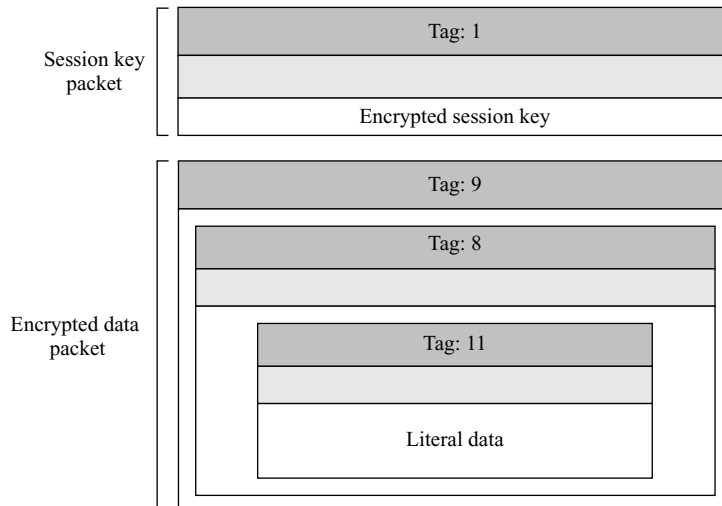 Tag: 1
Session key
packet
Encrypted session key
Tag: 9
Tag: 8
Encrypted data
packet
Tag: 11
Literal data